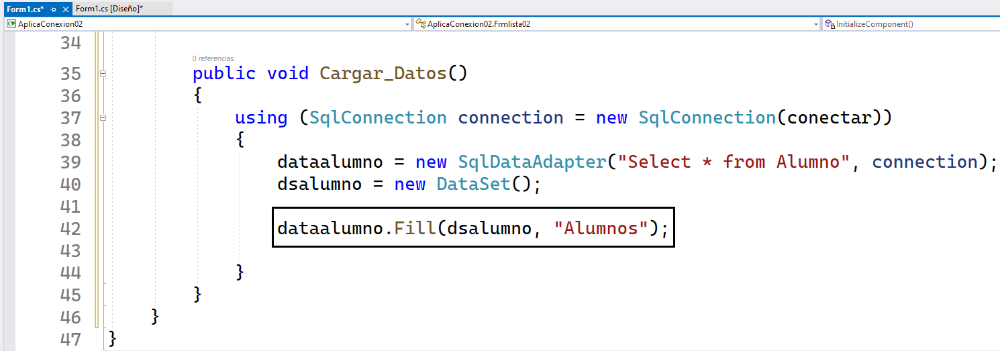 Form1.cs* Form1.cs [Diseño]*
C# AplicaConexion02 AplicaConexion02.Frmlista02 InitializeComponent()
34
0 referencias
35 public void Cargar_Datos()
36 {
37 using (SqlConnection connection = new SqlConnection(conectar))
38 {
39 dataalumno = new SqlDataAdapter("Select * from Alumno", connection);
40 dsalumno = new DataSet();
41
42 dataalumno.Fill(dsalumno, "Alumnos");
43
44 }
45 }
46 }
47 }